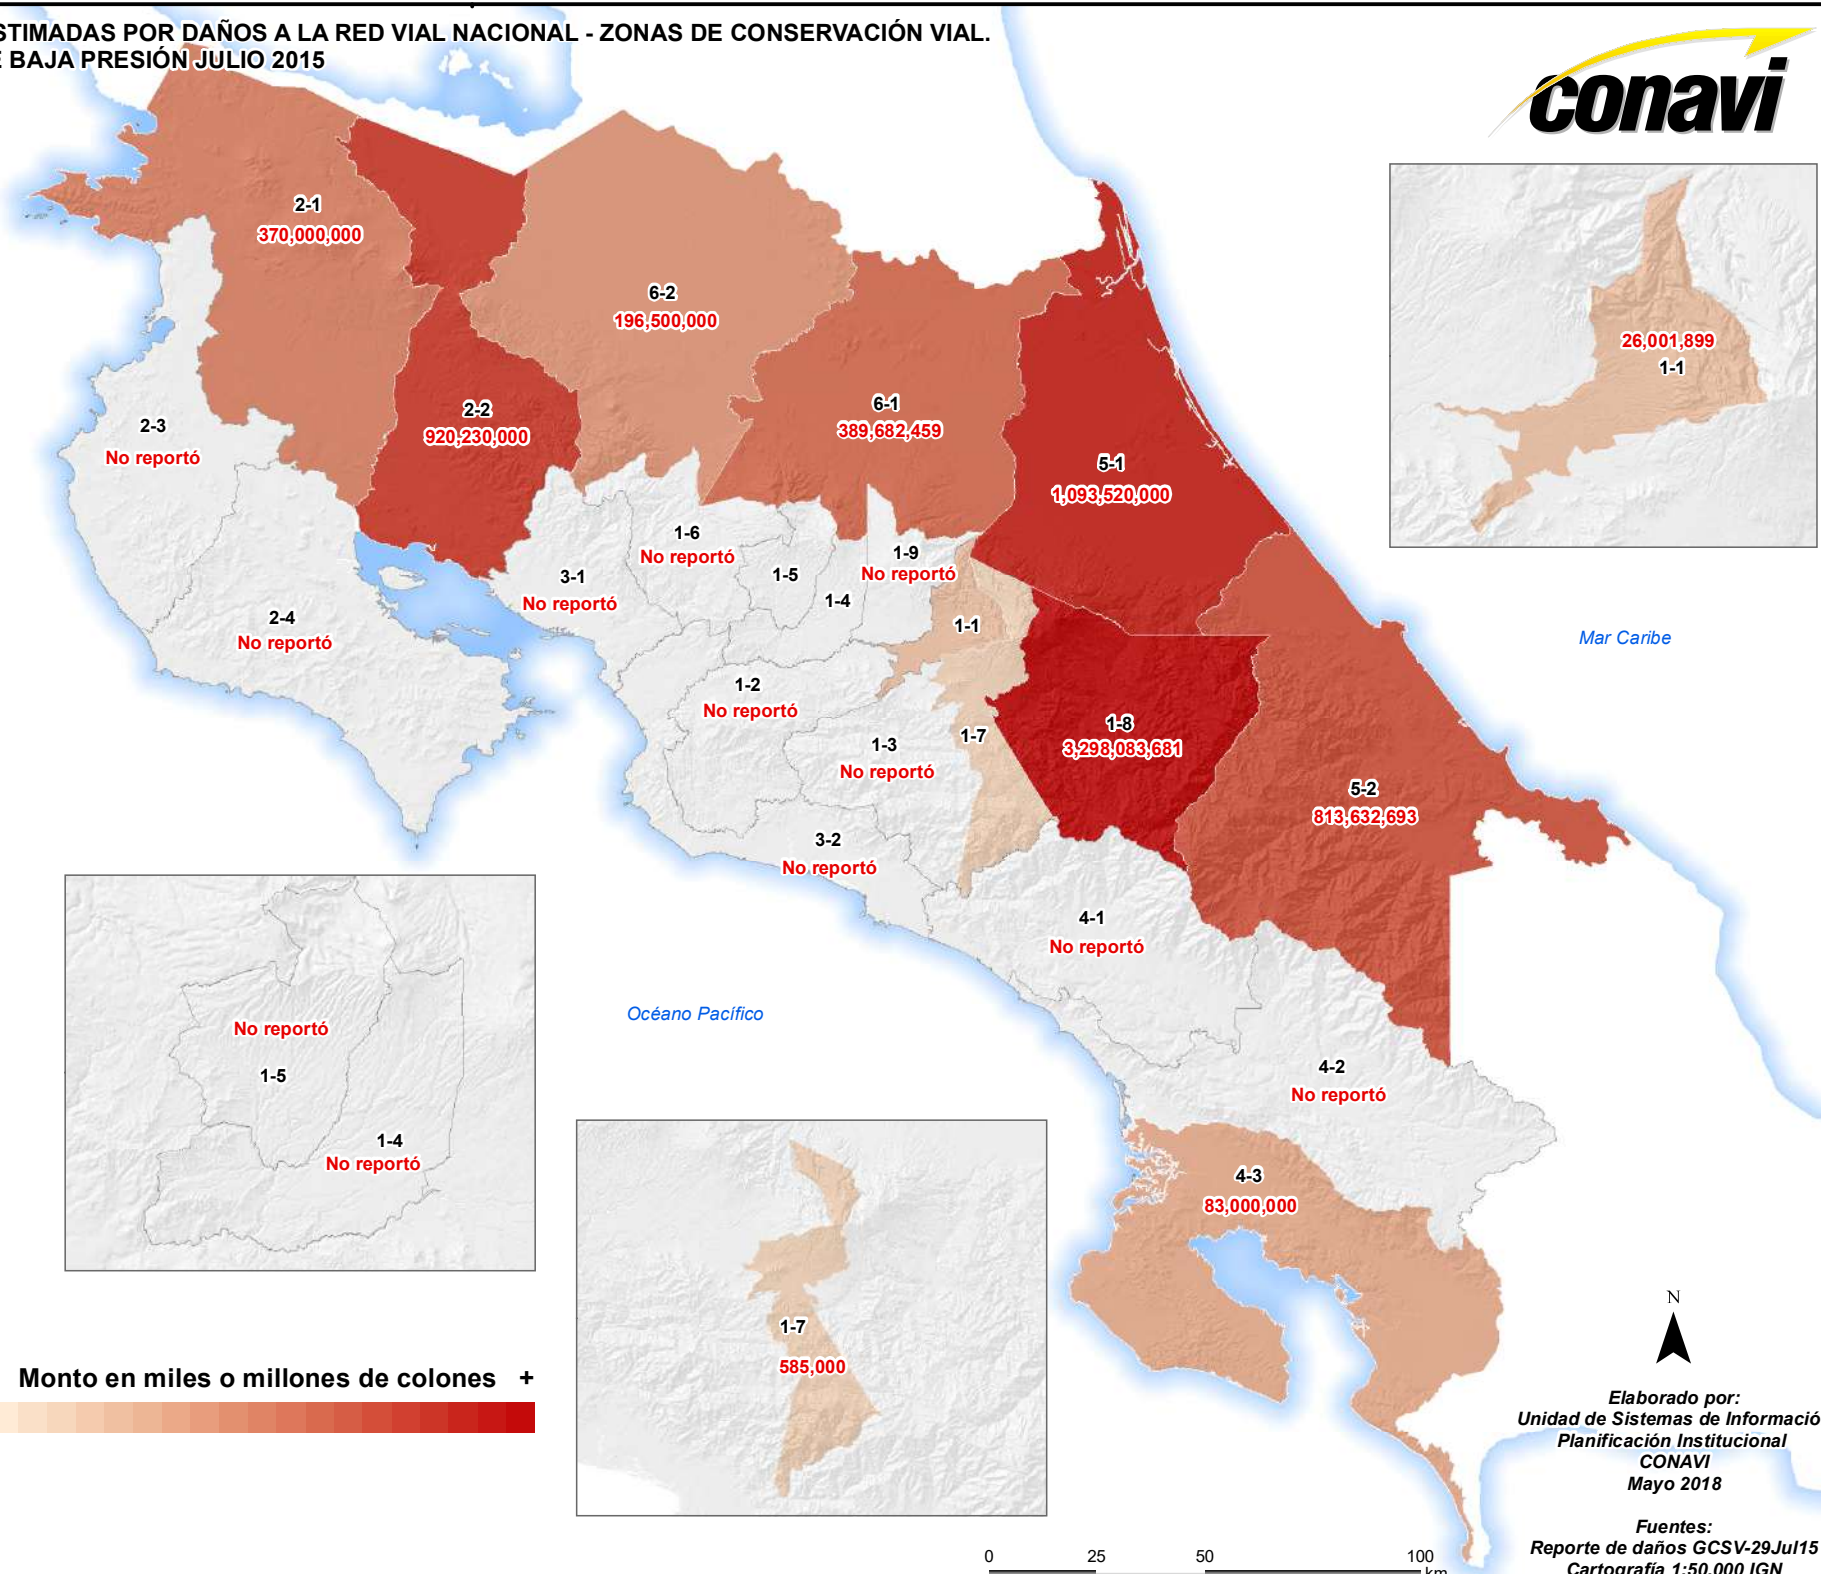 STIMADAS POR DAÑOS A LA RED VIAL NACIONAL - ZONAS DE CONSERVACIÓN VIAL.
E BAJA PRESIÓN JULIO 2015
conavi
2-1
370,000,000
6-2
196,500,000
26,001,899
1-1
2-3
No reportó
2-2
920,230,000
6-1
389,682,459
5-1
1,093,520,000
1-6
No reportó
1-5
1-4
1-9
No reportó
3-1
No reportó
2-4
No reportó
1-1
Mar Caribe
1-2
No reportó
1-3
No reportó
1-7
1-8
3,298,083,681
5-2
813,632,693
3-2
No reportó
4-1
No reportó
Océano Pacífico
No reportó
1-5
1-4
No reportó
4-2
No reportó
4-3
83,000,000
1-7
585,000
Monto en miles o millones de colones +
N
Elaborado por:
Unidad de Sistemas de Informació
Planificación Institucional
CONAVI
Mayo 2018
Fuentes:
Reporte de daños GCSV-29Jul15
Cartografía 1:50.000 IGN
0 25 50 100
km